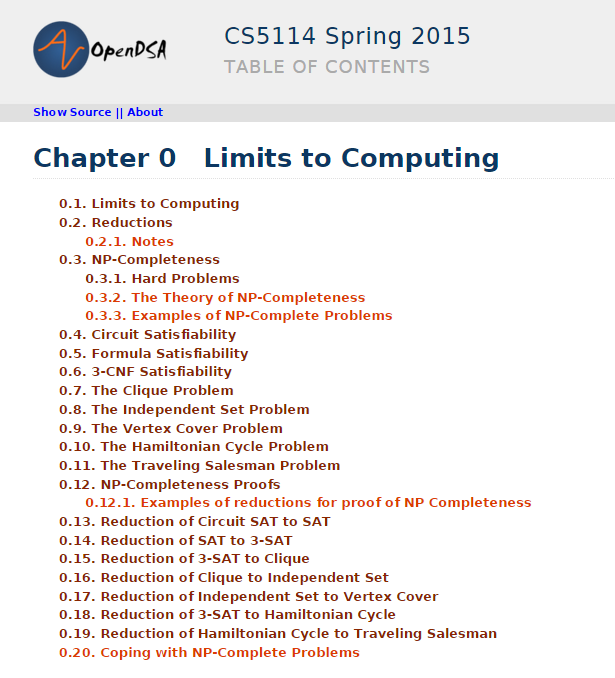 OpenDSA
CS5114 Spring 2015
TABLE OF CONTENTS
Show Source || About
Chapter 0 Limits to Computing
0.1. Limits to Computing
0.2. Reductions
0.2.1. Notes
0.3. NP-Completeness
0.3.1. Hard Problems
0.3.2. The Theory of NP-Completeness
0.3.3. Examples of NP-Complete Problems
0.4. Circuit Satisfiability
0.5. Formula Satisfiability
0.6. 3-CNF Satisfiability
0.7. The Clique Problem
0.8. The Independent Set Problem
0.9. The Vertex Cover Problem
0.10. The Hamiltonian Cycle Problem
0.11. The Traveling Salesman Problem
0.12. NP-Completeness Proofs
0.12.1. Examples of reductions for proof of NP Completeness
0.13. Reduction of Circuit SAT to SAT
0.14. Reduction of SAT to 3-SAT
0.15. Reduction of 3-SAT to Clique
0.16. Reduction of Clique to Independent Set
0.17. Reduction of Independent Set to Vertex Cover
0.18. Reduction of 3-SAT to Hamiltonian Cycle
0.19. Reduction of Hamiltonian Cycle to Traveling Salesman
0.20. Coping with NP-Complete Problems